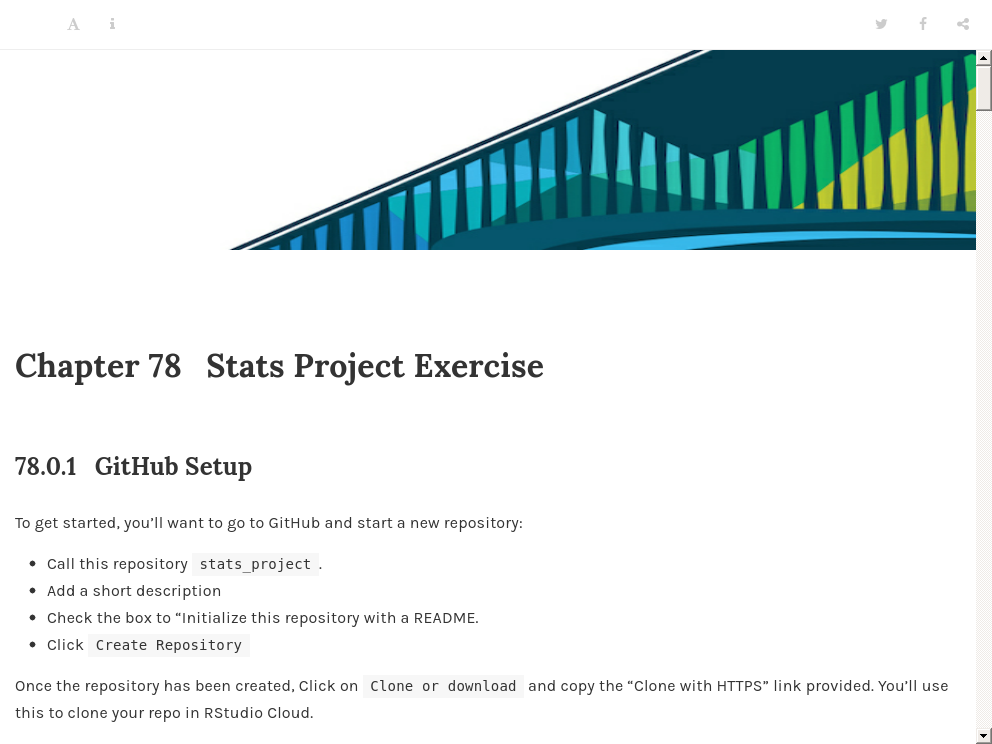 Chapter 78 Stats Project Exercise
78.0.1 GitHub Setup
To get started, you’ll want to go to GitHub and start a new repository:
Call this repository stats_project.
Add a short description
Check the box to “Initialize this repository with a README.
Click Create Repository
Once the repository has been created, Click on Clone or download and copy the “Clone with HTTPS” link provided. You’ll use
this to clone your repo in RStudio Cloud.